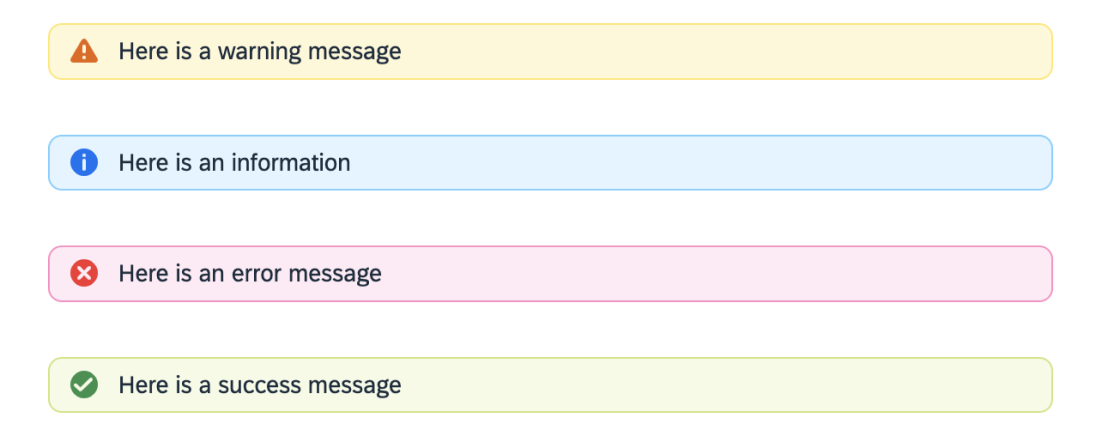 Here is a warning message
Here is an information
Here is an error message
Here is a success message